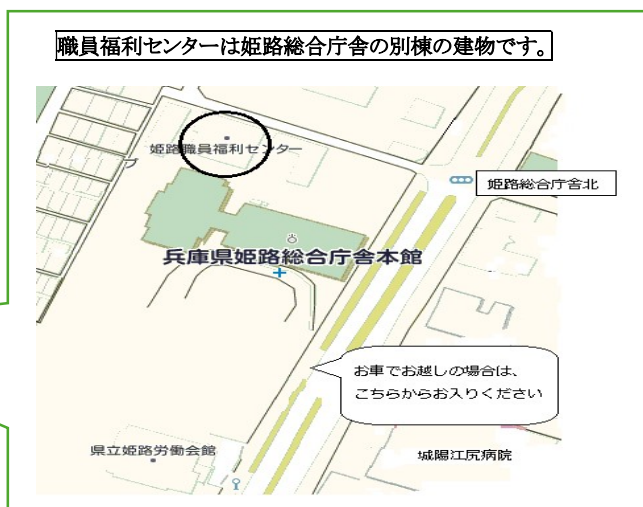 職員福利センターは姫路総合庁舎の別棟の建物です。
姫路職員福利センター
姫路総合庁舎北
兵庫県姫路総合庁舎本館
お車でお越しの場合は、
こちらからお入りください
県立姫路労働会館
城陽江尻病院